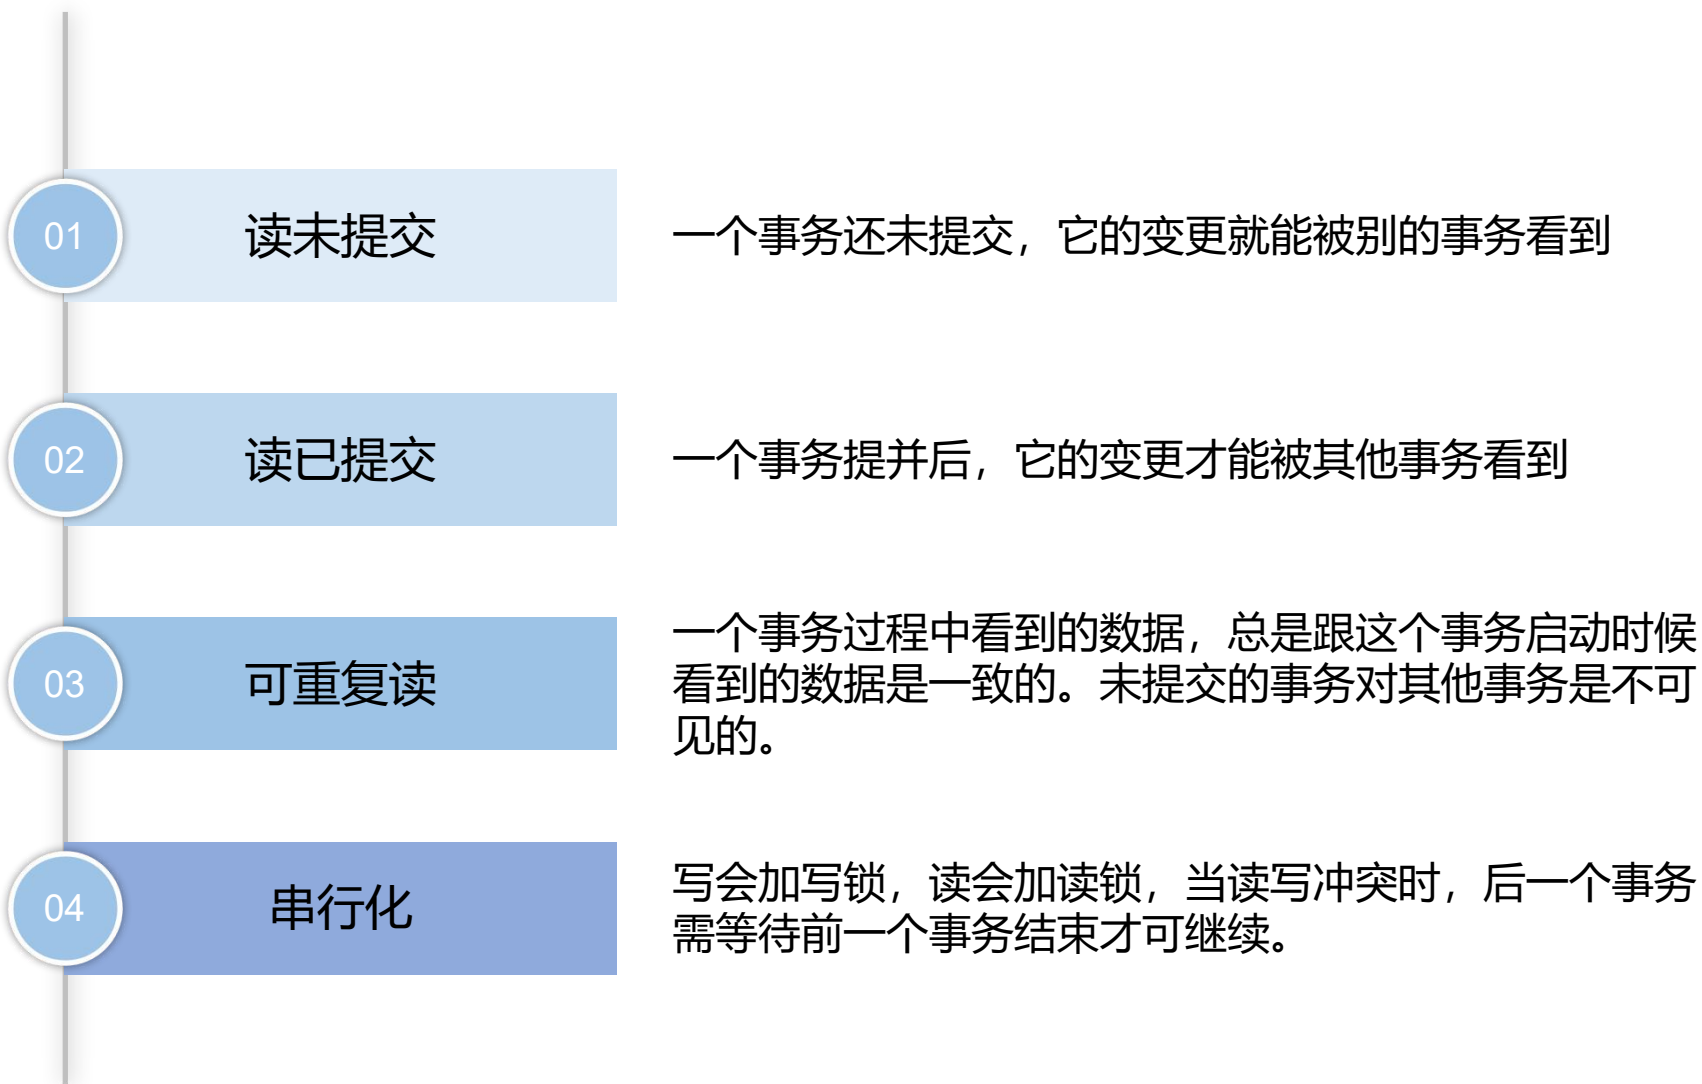 01
读未提交
一个事务还未提交，它的变更就能被别的事务看到
02
读已提交
一个事务提并后，它的变更才能被其他事务看到
03
可重复读
一个事务过程中看到的数据，总是跟这个事务启动时候
看到的数据是一致的。未提交的事务对其他事务是不可
见的。
04
串行化
写会加写锁，读会加读锁，当读写冲突时，后一个事务
需等待前一个事务结束才可继续。